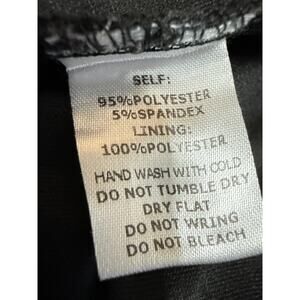 SELF:
95%POLYESTER
5%SPANDEX
LINING:
100%POLYESTER
HAND WASH WITH COLD
DO NOT TUMBLE DRY
DRY FLAT
DO NOT WRING
DO NOT BLEACH